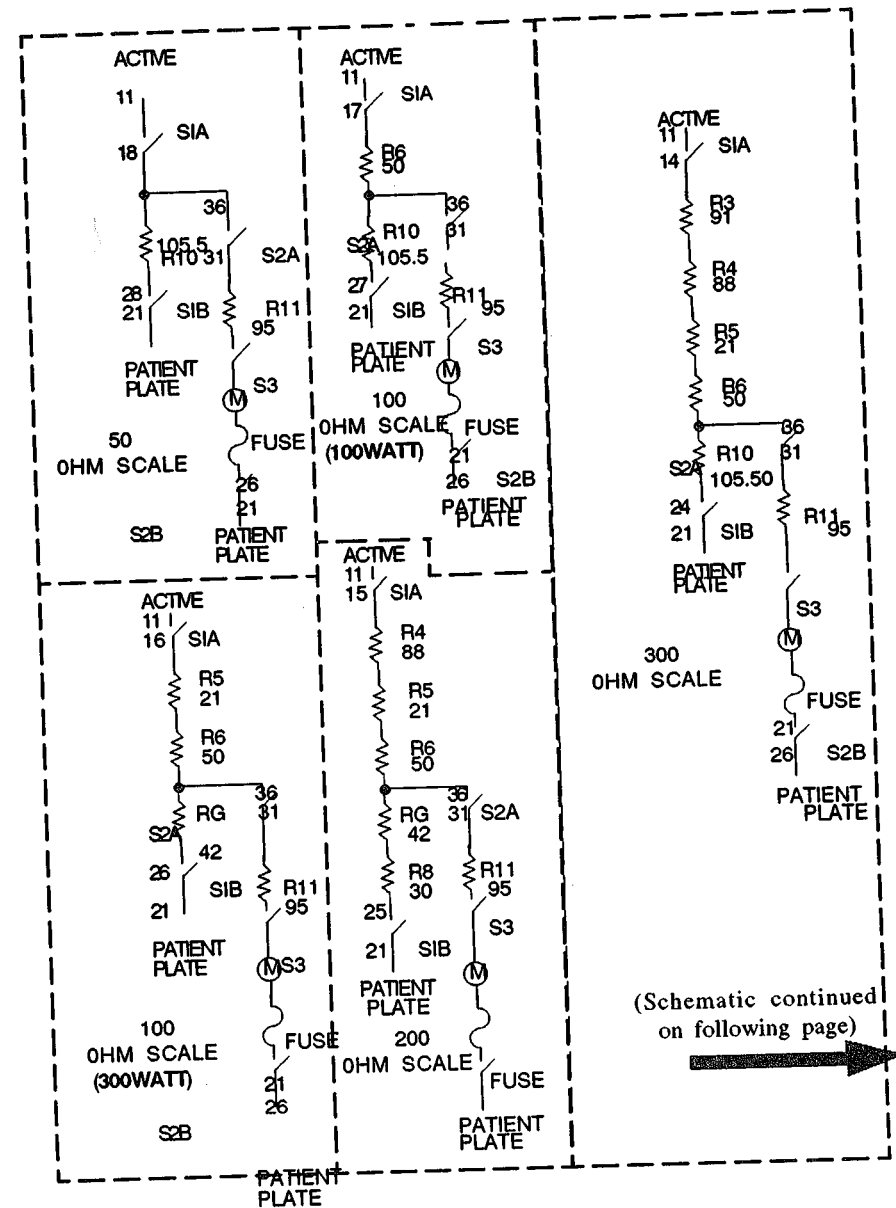 ACTIVE
11
18
SIA
36
105.5
R10
31
S2A
28
21
SIB
R11
95
PATIENT
PLATE
S3
M
50
0HM SCALE
FUSE
26
21
S2B
PATIENT
PLATE
ACTIVE
11
17
SIA
B6
50
36
31
R10
S2A
105.5
27
21
SIB
R11
95
PATIENT
PLATE
S3
M
100
0HM SCALE
(100WATT)
FUSE
21
26
S2B
PATIENT
PLATE
ACTIVE
11
14
SIA
R3
91
R4
88
R5
21
B6
50
36
31
R10
S2A
105.50
24
21
SIB
R11
95
PATIENT
PLATE
S3
M
300
0HM SCALE
FUSE
21
26
S2B
PATIENT
PLATE
ACTIVE
11
16
SIA
R5
21
R6
50
36
31
RG
S2A
42
26
SIB
21
R11
95
PATIENT
PLATE
M
S3
100
0HM SCALE
(300WATT)
FUSE
21
26
S2B
PATIENT
PLATE
ACTIVE
11
15
SIA
R4
88
R5
21
R6
50
36
31
S2A
RG
42
R8
30
R11
95
25
21
SIB
S3
PATIENT
PLATE
M
200
0HM SCALE
FUSE
PATIENT
PLATE
(Schematic continued
on following page)